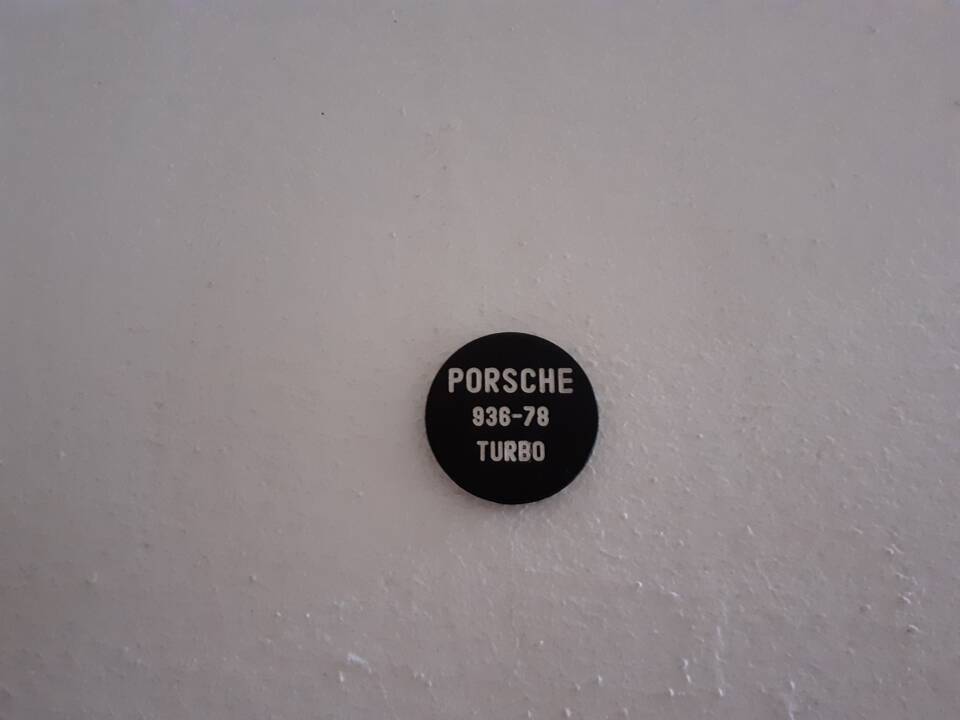 PORSCHE
936-78
TURBO